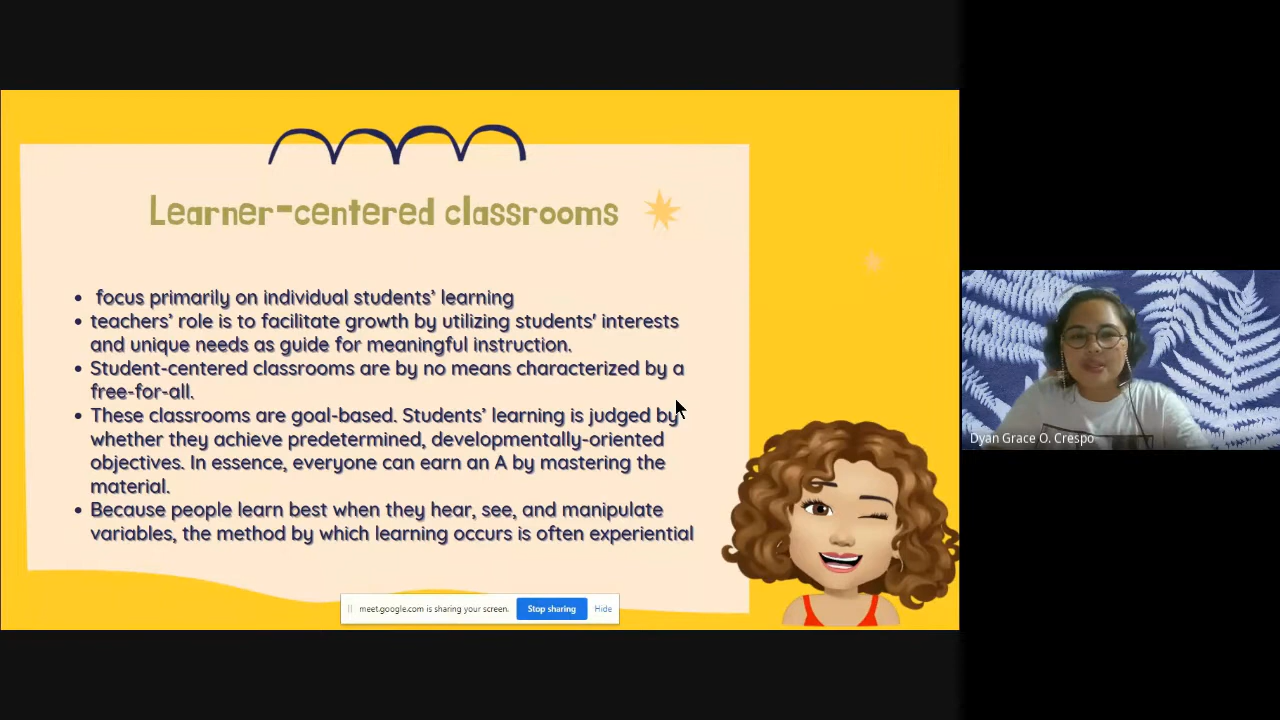 Learner-centered classrooms
• focus primarily on individual students’ learning
• teachers’ role is to facilitate growth by utilizing students' interests
and unique needs as guide for meaningful instruction.
• Student-centered classrooms are by no means characterized by a
free-for-all.
• These classrooms are goal-based. Students’ learning is judged by
whether they achieve predetermined, developmentally-oriented
objectives. In essence, everyone can earn an A by mastering the
material.
• Because people learn best when they hear, see, and manipulate
variables, the method by which learning occurs is often experiential
meet.google.com is sharing your screen. Stop sharing Hide
Dyan Grace O. Crespo